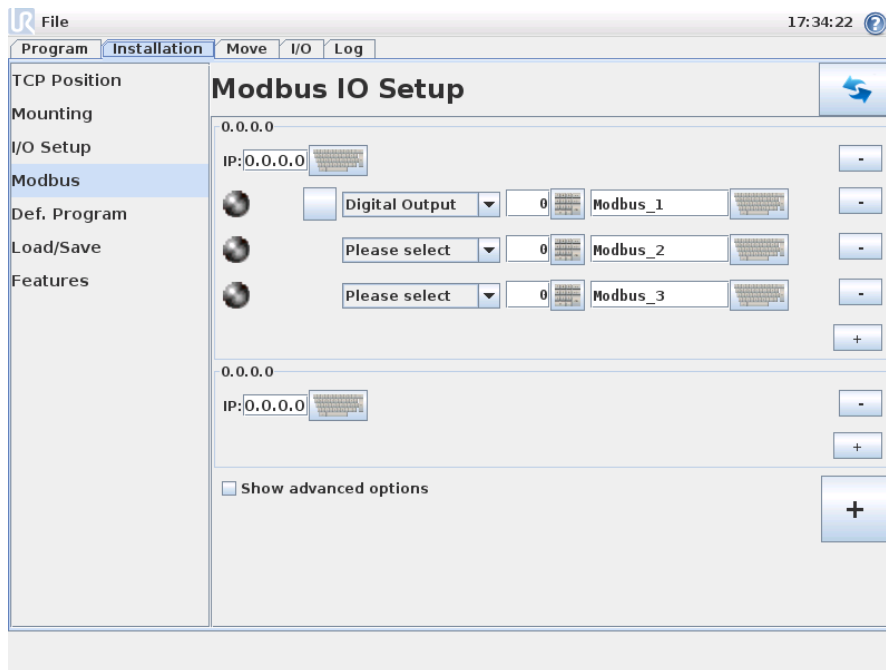 UR File 17:34:22 ?
Program Installation Move I/O Log
TCP Position
Mounting
I/O Setup
Modbus
Def. Program
Load/Save
Features
Modbus IO Setup
0.0.0.0
IP: 0.0.0.0 -
Digital Output 0 Modbus_1 -
Please select 0 Modbus_2 -
Please select 0 Modbus_3 -
+
0.0.0.0
IP: 0.0.0.0 -
+
Show advanced options
+